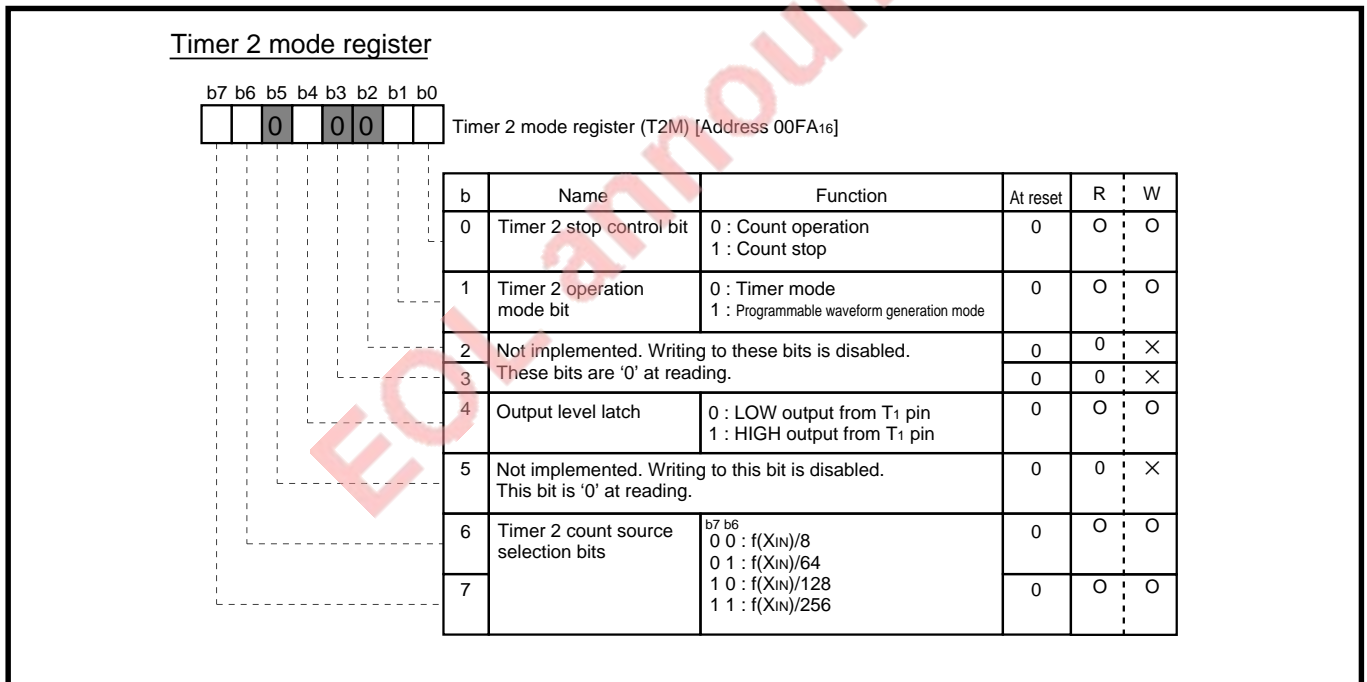 Timer 2 mode register
b7 b6 b5 b4 b3 b2 b1 b0
0 0 0
Timer 2 mode register (T2M) [Address 00FA16]
b Name Function At reset R W
0 Timer 2 stop control bit 0 : Count operation 0 O O
1 : Count stop
1 Timer 2 operation 0 : Timer mode 0 O O
mode bit 1 : Programmable waveform generation mode
2 Not implemented. Writing to these bits is disabled. 0 0 ×
3 These bits are ‘0’ at reading. 0 0 ×
4 Output level latch 0 : LOW output from T1 pin 0 O O
1 : HIGH output from T1 pin
5 Not implemented. Writing to this bit is disabled. 0 0 ×
This bit is ‘0’ at reading.
b7 b6
6 Timer 2 count source 0 0 : f(XIN)/8 0 O O
selection bits 0 1 : f(XIN)/64
7 1 0 : f(XIN)/128 0 O O
1 1 : f(XIN)/256
EOL announ